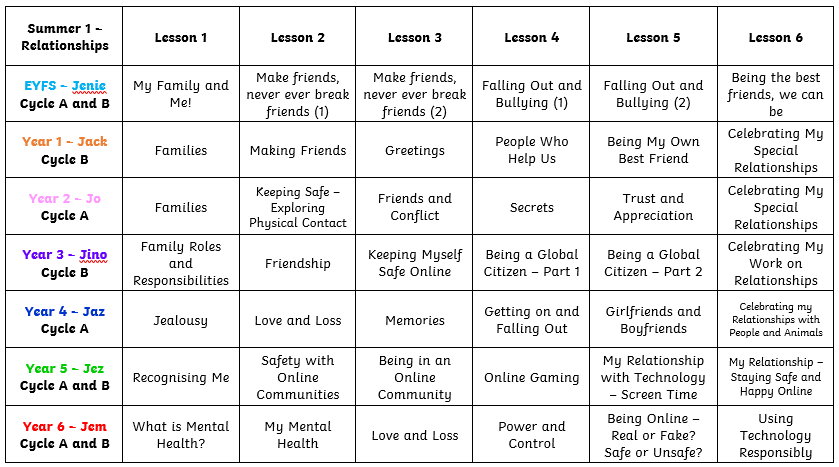 Summer 1 ~
Relationships
Lesson 1
Lesson 2
Lesson 3
Lesson 4
Lesson 5
Lesson 6
EYFS ~ Jenie
Cycle A and B
My Family and
Me!
Make friends,
never ever break
friends (1)
Make friends,
never ever break
friends (2)
Falling Out and
Bullying (1)
Falling Out and
Bullying (2)
Being the best
friends, we can
be
Year 1 ~ Jack
Cycle B
Families
Making Friends
Greetings
People Who
Help Us
Being My Own
Best Friend
Celebrating My
Special
Relationships
Year 2 ~ Jo
Cycle A
Families
Keeping Safe –
Exploring
Physical Contact
Friends and
Conflict
Secrets
Trust and
Appreciation
Celebrating My
Special
Relationships
Year 3 ~ Jino
Cycle B
Family Roles
and
Responsibilities
Friendship
Keeping Myself
Safe Online
Being a Global
Citizen – Part 1
Being a Global
Citizen – Part 2
Celebrating My
Work on
Relationships
Year 4 ~ Jaz
Cycle A
Jealousy
Love and Loss
Memories
Getting on and
Falling Out
Girlfriends and
Boyfriends
Celebrating my
Relationships with
People and Animals
Year 5 ~ Jez
Cycle A and B
Recognising Me
Safety with
Online
Communities
Being in an
Online
Community
Online Gaming
My Relationship
with Technology
– Screen Time
My Relationship –
Staying Safe and
Happy Online
Year 6 ~ Jem
Cycle A and B
What is Mental
Health?
My Mental
Health
Love and Loss
Power and
Control
Being Online –
Real or Fake?
Safe or Unsafe?
Using
Technology
Responsibly